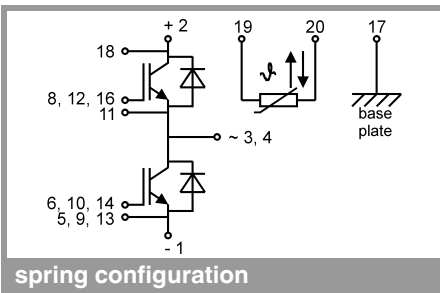 + 2
19
20
17
18
ϑ
8, 12, 16
11
base
plate
~ 3, 4
6, 10, 14
5, 9, 13
- 1
spring configuration